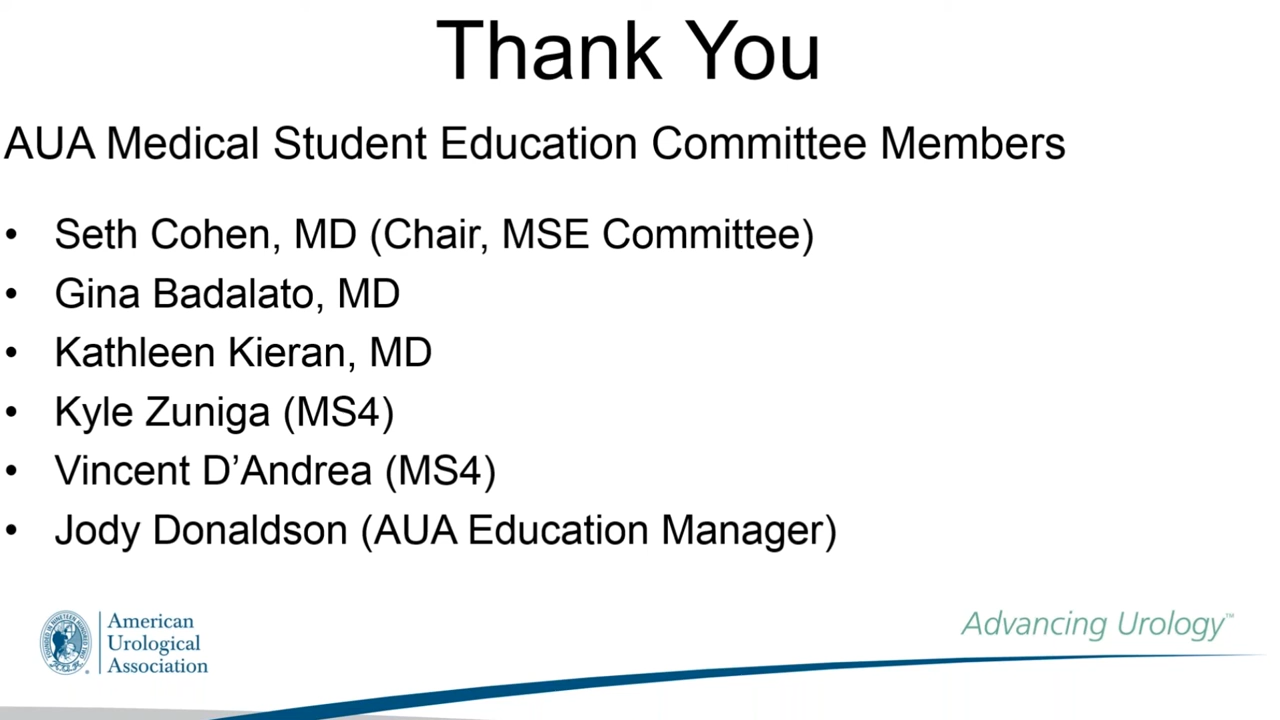 Thank You
AUA Medical Student Education Committee Members
• Seth Cohen, MD (Chair, MSE Committee)
• Gina Badalato, MD
• Kathleen Kieran, MD
• Kyle Zuniga (MS4)
• Vincent D’Andrea (MS4)
• Jody Donaldson (AUA Education Manager)
American
Urological
Association
Advancing Urology™